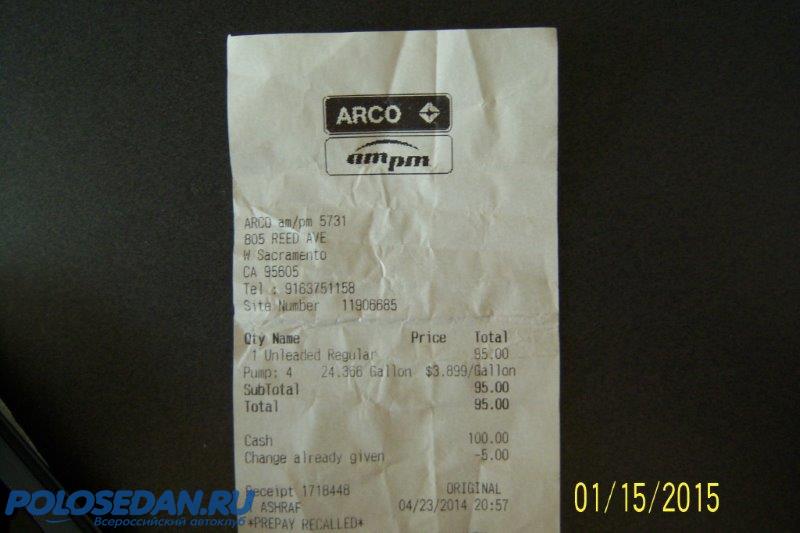 ARCO
ampm
ARCO am/pm 5731
805 REED AVE
W Sacramento
CA 95605
Tel : 9163751158
Site Number 11906685
Qty Name Price Total
1 Unleaded Regular 95.00
Pump: 4 24.366 Gallon $3.899/Gallon
SubTotal 95.00
Total 95.00
Cash 100.00
Change already given -5.00
Receipt 1718448 ORIGINAL
ASHRAF 04/23/2014 20:57
*PREPAY RECALLED*
POLOSEDAN.RU
Всероссийский автоклуб
01/15/2015